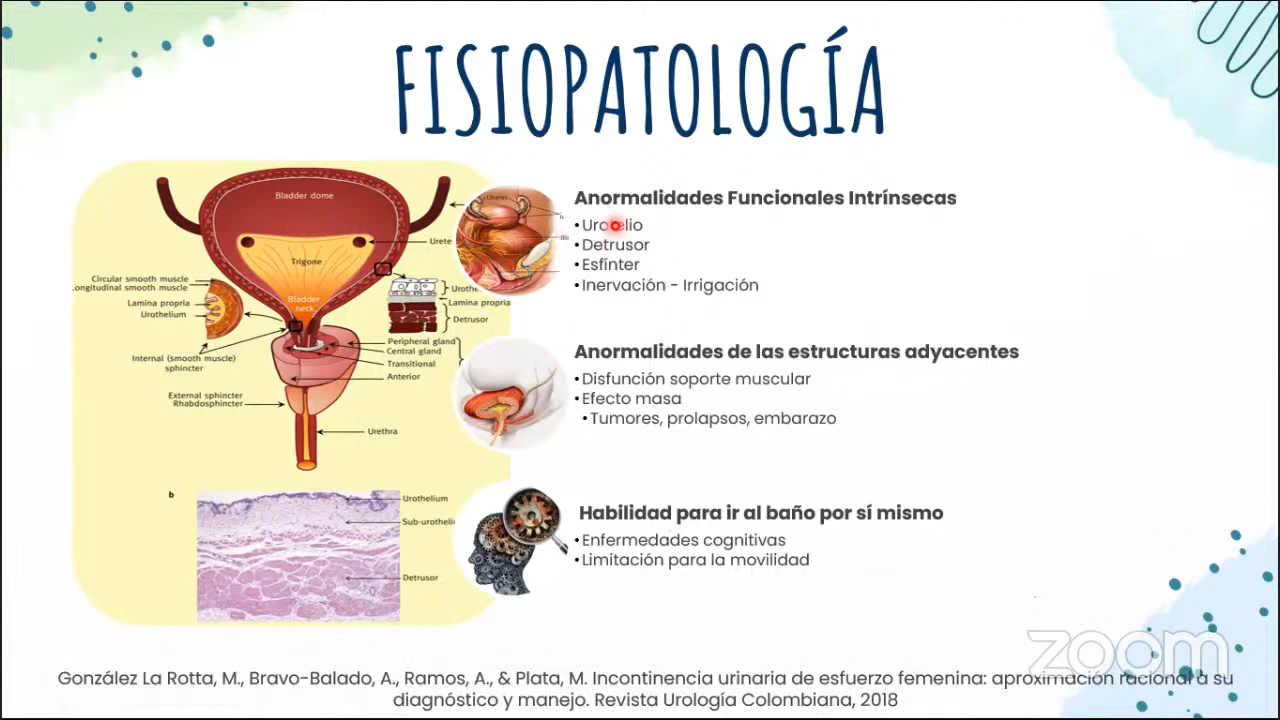 FISIOPATOLOGÍA
Bladder dome
Trigone
Bladder
neck
Circular smooth muscle
Longitudinal smooth muscle
Lamina propria
Urothelium
Internal (smooth muscle)
sphincter
External sphincter
Rhabdosphincter
Lamina propria
Detrusor
Peripheral gland
Central gland
Transitional
Anterior
Urethra
b
Urothelium
Detrusor
Anormalidades Funcionales Intrínsecas
• Detrusor
• Esfínter
• Inervación - Irrigación
Anormalidades de las estructuras adyacentes
• Disfunción soporte muscular
• Efecto masa
• Tumores, prolapsos, embarazo
Habilidad para ir al baño por sí mismo
• Enfermedades cognitivas
• Limitación para la movilidad
zoom
González La Rotta, M., Bravo-Balado, A., Ramos, A., & Plata, M. Incontinencia urinaria de esfuerzo femenina: aproximación racional a su
diagnóstico y manejo. Revista Urología Colombiana, 2018